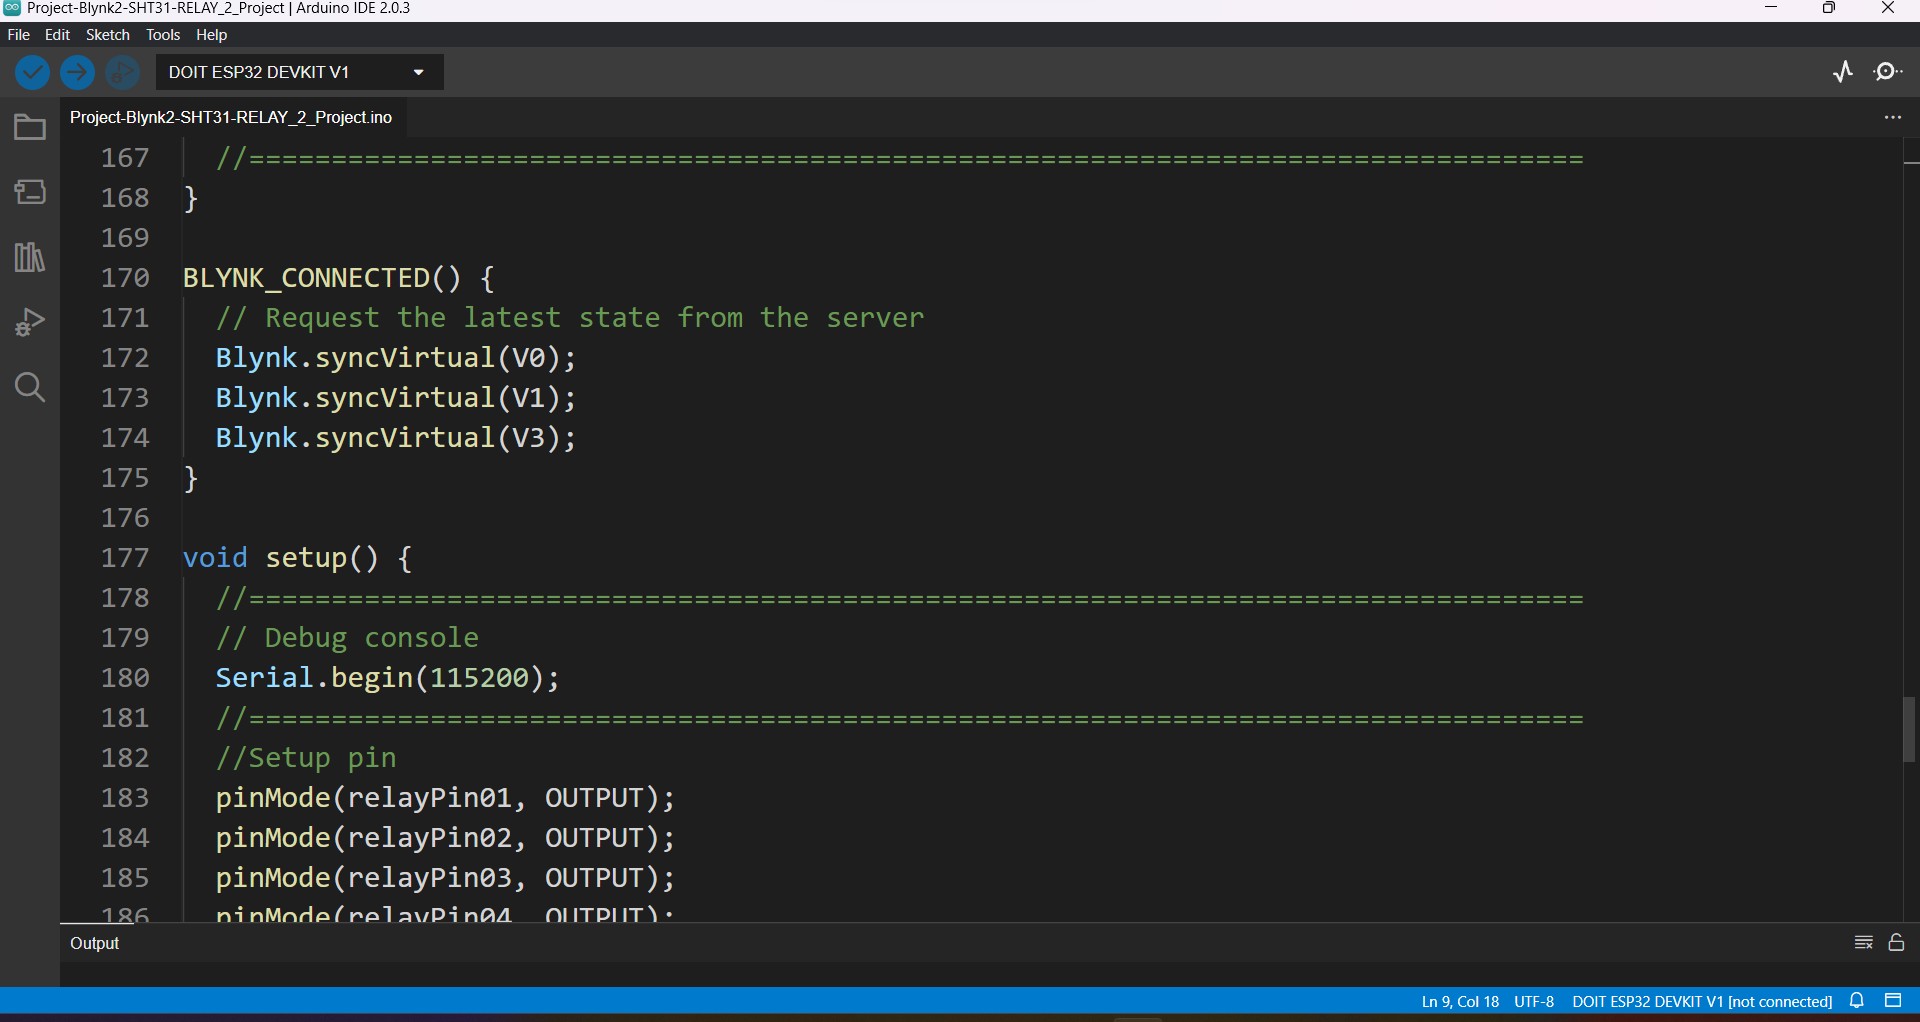 Project-Blynk2-SHT31-RELAY_2_Project | Arduino IDE 2.0.3
File Edit Sketch Tools Help
DOIT ESP32 DEVKIT V1
Project-Blynk2-SHT31-RELAY_2_Project.ino
167 //=================================================================================
168 }
169
170 BLYNK_CONNECTED() {
171 // Request the latest state from the server
172 Blynk.syncVirtual(V0);
173 Blynk.syncVirtual(V1);
174 Blynk.syncVirtual(V3);
175 }
176
177 void setup() {
178 //=================================================================================
179 // Debug console
180 Serial.begin(115200);
181 //=================================================================================
182 //Setup pin
183 pinMode(relayPin01, OUTPUT);
184 pinMode(relayPin02, OUTPUT);
185 pinMode(relayPin03, OUTPUT);
186 pinMode(relayPin04, OUTPUT);
Output
Ln 9, Col 18 UTF-8 DOIT ESP32 DEVKIT V1 [not connected]